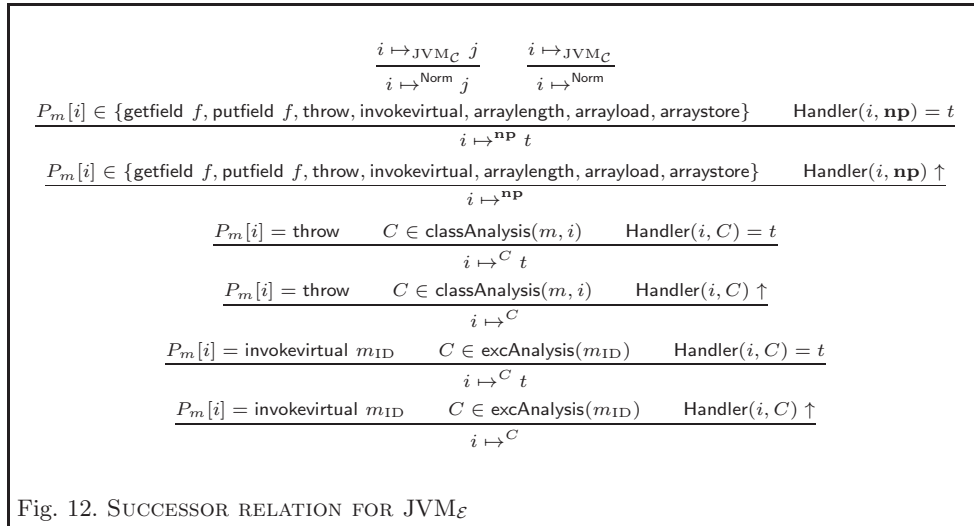 i ↦JVM_C j i ↦JVM_C
i ↦^Norm j i ↦^Norm
P_m[i] ∈ {getfield f, putfield f, throw, invokevirtual, arraylength, arrayload, arraystore} Handler(i, np) = t
i ↦^np t
P_m[i] ∈ {getfield f, putfield f, throw, invokevirtual, arraylength, arrayload, arraystore} Handler(i, np) ↑
i ↦^np
P_m[i] = throw C ∈ classAnalysis(m, i) Handler(i, C) = t
i ↦^C t
P_m[i] = throw C ∈ classAnalysis(m, i) Handler(i, C) ↑
i ↦^C
P_m[i] = invokevirtual m_ID C ∈ excAnalysis(m_ID) Handler(i, C) = t
i ↦^C t
P_m[i] = invokevirtual m_ID C ∈ excAnalysis(m_ID) Handler(i, C) ↑
i ↦^C
Fig. 12. SUCCESSOR RELATION FOR JVM_ℰ